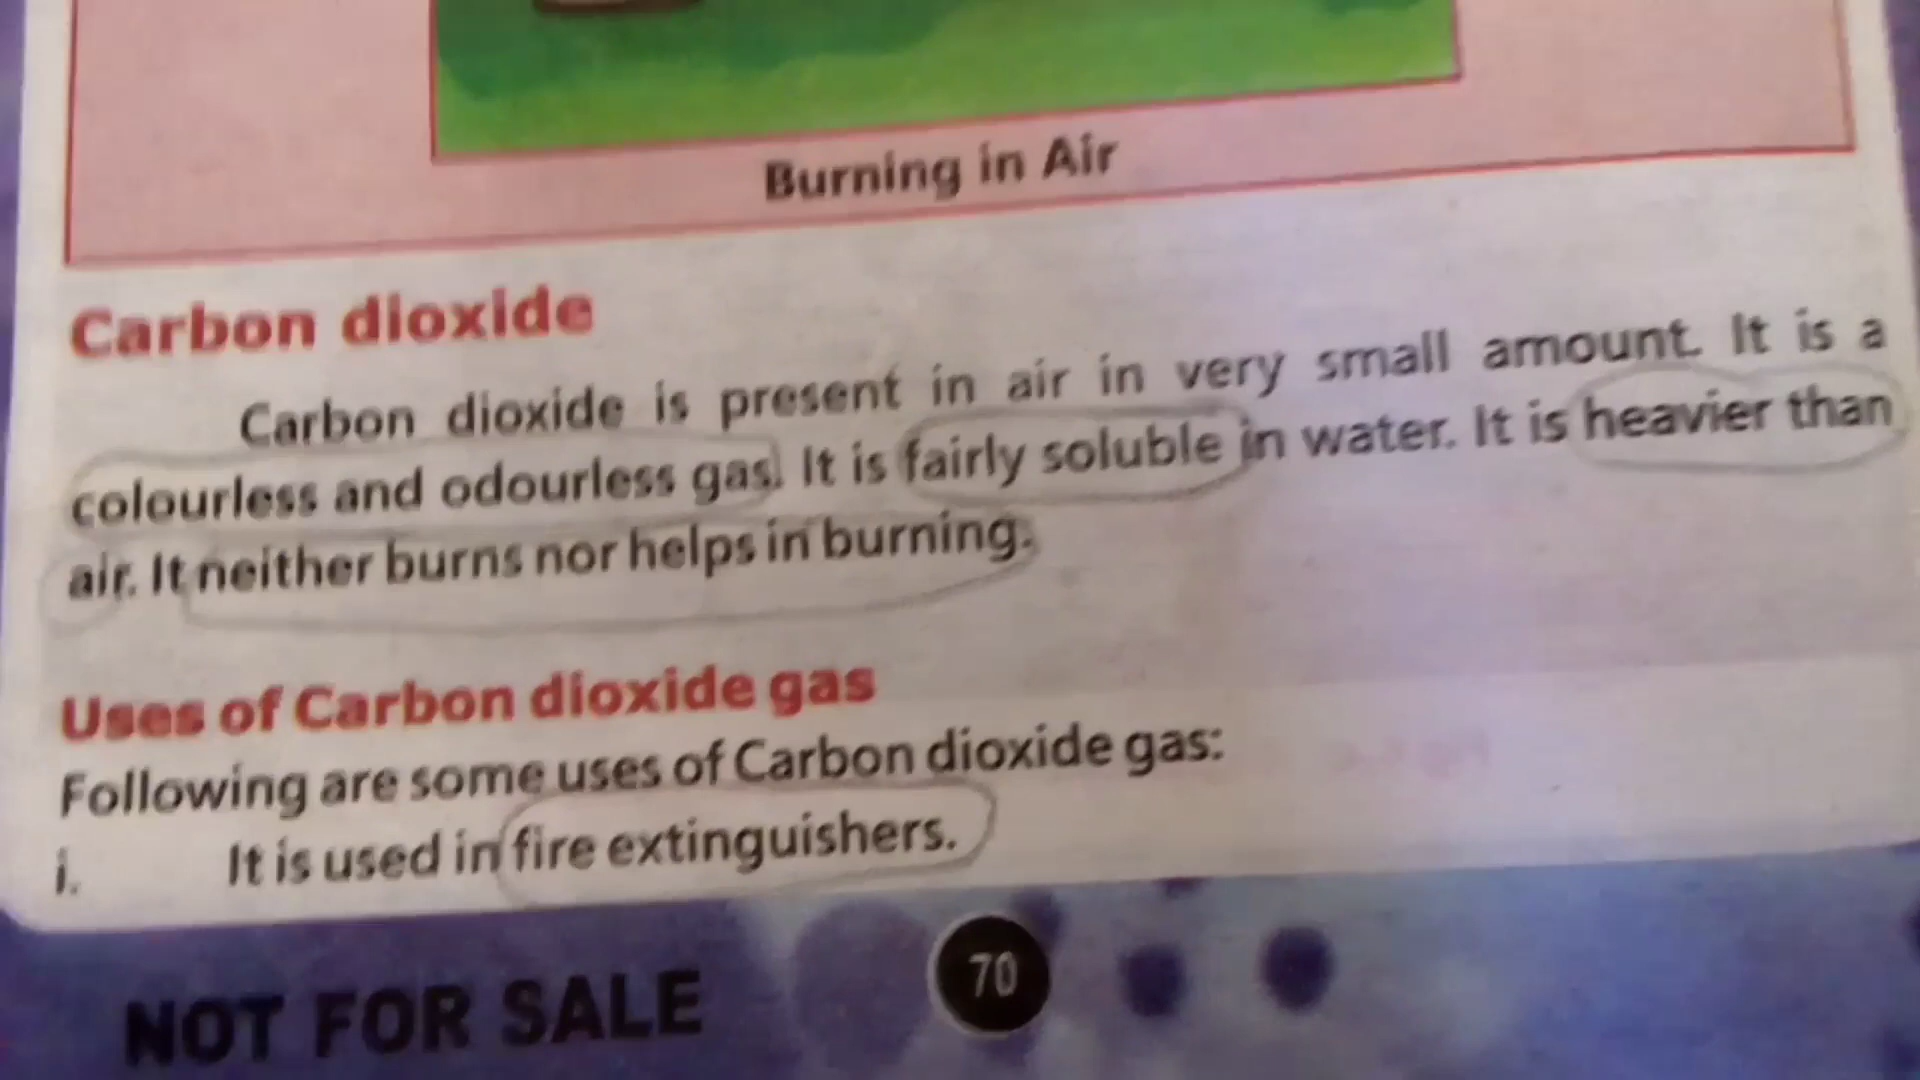 Burning in Air
Carbon dioxide
Carbon dioxide is present in air in very small amount. It is a
colourless and odourless gas. It is fairly soluble in water. It is heavier than
air. It neither burns nor helps in burning.
Uses of Carbon dioxide gas
Following are some uses of Carbon dioxide gas:
i. It is used in fire extinguishers.
NOT FOR SALE
70